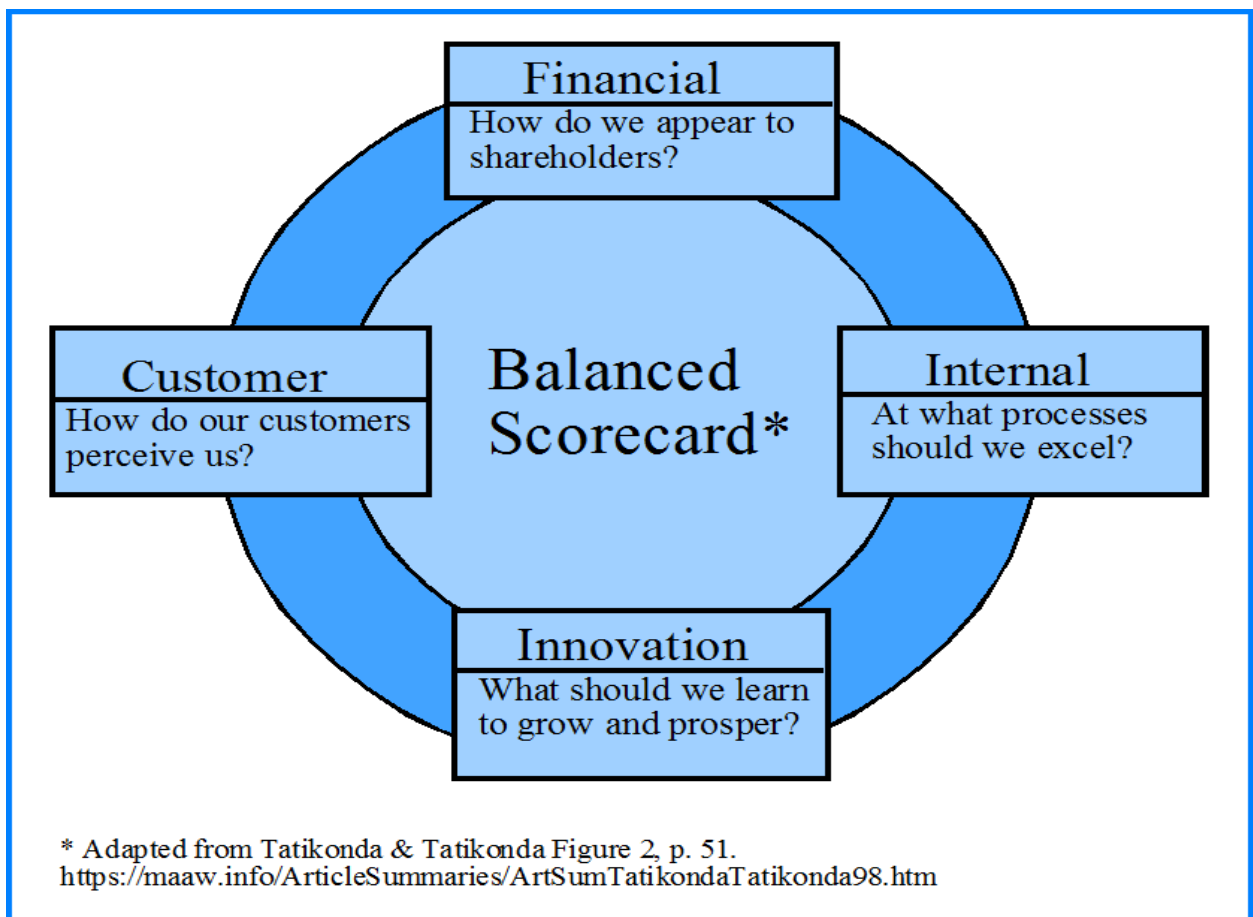 Financial
How do we appear to
shareholders?
Customer
How do our customers
perceive us?
Balanced
Scorecard*
Internal
At what processes
should we excel?
Innovation
What should we learn
to grow and prosper?
* Adapted from Tatikonda & Tatikonda Figure 2, p. 51.
https://maaw.info/ArticleSummaries/ArtSumTatikondaTatikonda98.htm